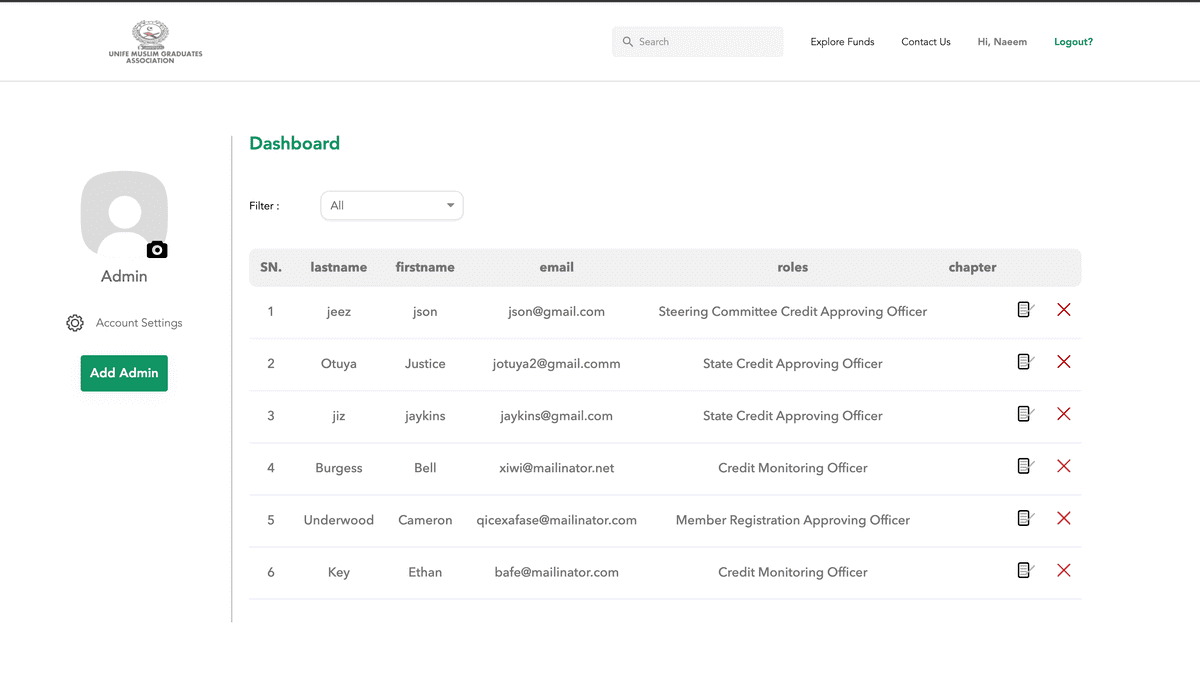 UNIFE MUSLIM GRADUATES
ASSOCIATION
Search
Explore Funds
Contact Us
Hi, Naeem
Logout?
Admin
Account Settings
Add Admin
Dashboard
Filter :
All
SN. lastname firstname email roles chapter
1 jeez json json@gmail.com Steering Committee Credit Approving Officer
2 Otuya Justice jotuya2@gmail.comm State Credit Approving Officer
3 jiz jaykins jaykins@gmail.com State Credit Approving Officer
4 Burgess Bell xiwi@mailinator.net Credit Monitoring Officer
5 Underwood Cameron qicexafase@mailinator.com Member Registration Approving Officer
6 Key Ethan bafe@mailinator.com Credit Monitoring Officer